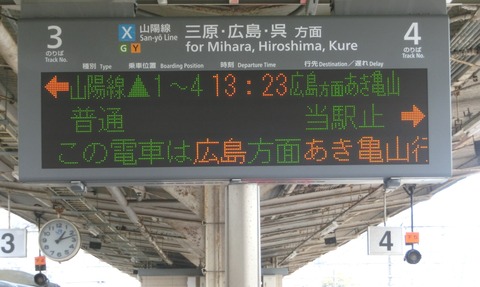 3
のりば
X 山陽線
G Y San-yō Line
三原・広島・呉 方面
for Mihara, Hiroshima, Kure
4
のりば
種別 Type 乗車位置 Boarding Position 時刻 Departure Time 行先 Destination/遅れ Delay
← 山陽線 ▲1~4 13:23 広島方面あき亀山
普通 当駅止 →
この電車は広島方面あき亀山行
3
4